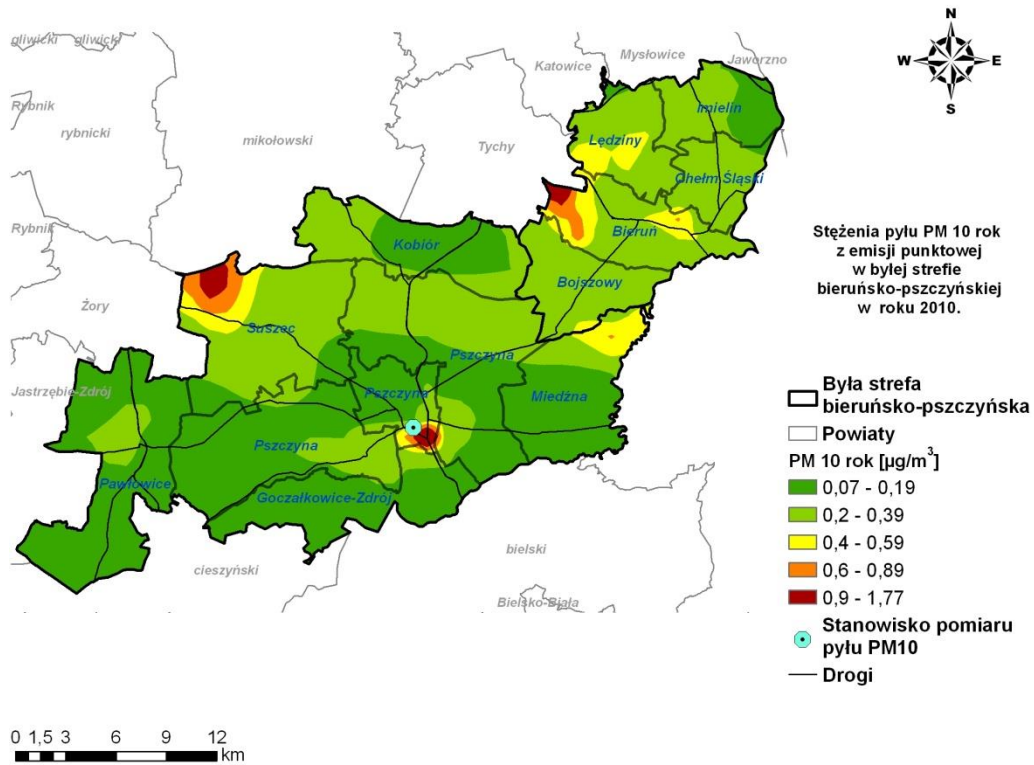 gliwicki
gliwicki
Rybnik
rybnicki
mikołowski
Tychy
Katowice
Mysłowice
Jaworzno
Imielin
Lędziny
Chełm Śląski
Rybnik
Kobiór
Bieruń
Bojszowy
Żory
Suszec
Pszczyna
Jastrzębie-Zdrój
Pszczyna
Miedźna
Pszczyna
Pawłowice
Goczałkowice-Zdrój
cieszyński
bielski
Bielsko-Biała
N
W E
S
Stężenia pyłu PM 10 rok
z emisji punktowej
w byłej strefie
bieruńsko-pszczyńskiej
w roku 2010.
Była strefa
bieruńsko-pszczyńska
Powiaty
PM 10 rok [µg/m³]
0,07 - 0,19
0,2 - 0,39
0,4 - 0,59
0,6 - 0,89
0,9 - 1,77
Stanowisko pomiaru
pyłu PM10
Drogi
0 1,5 3 6 9 12
km